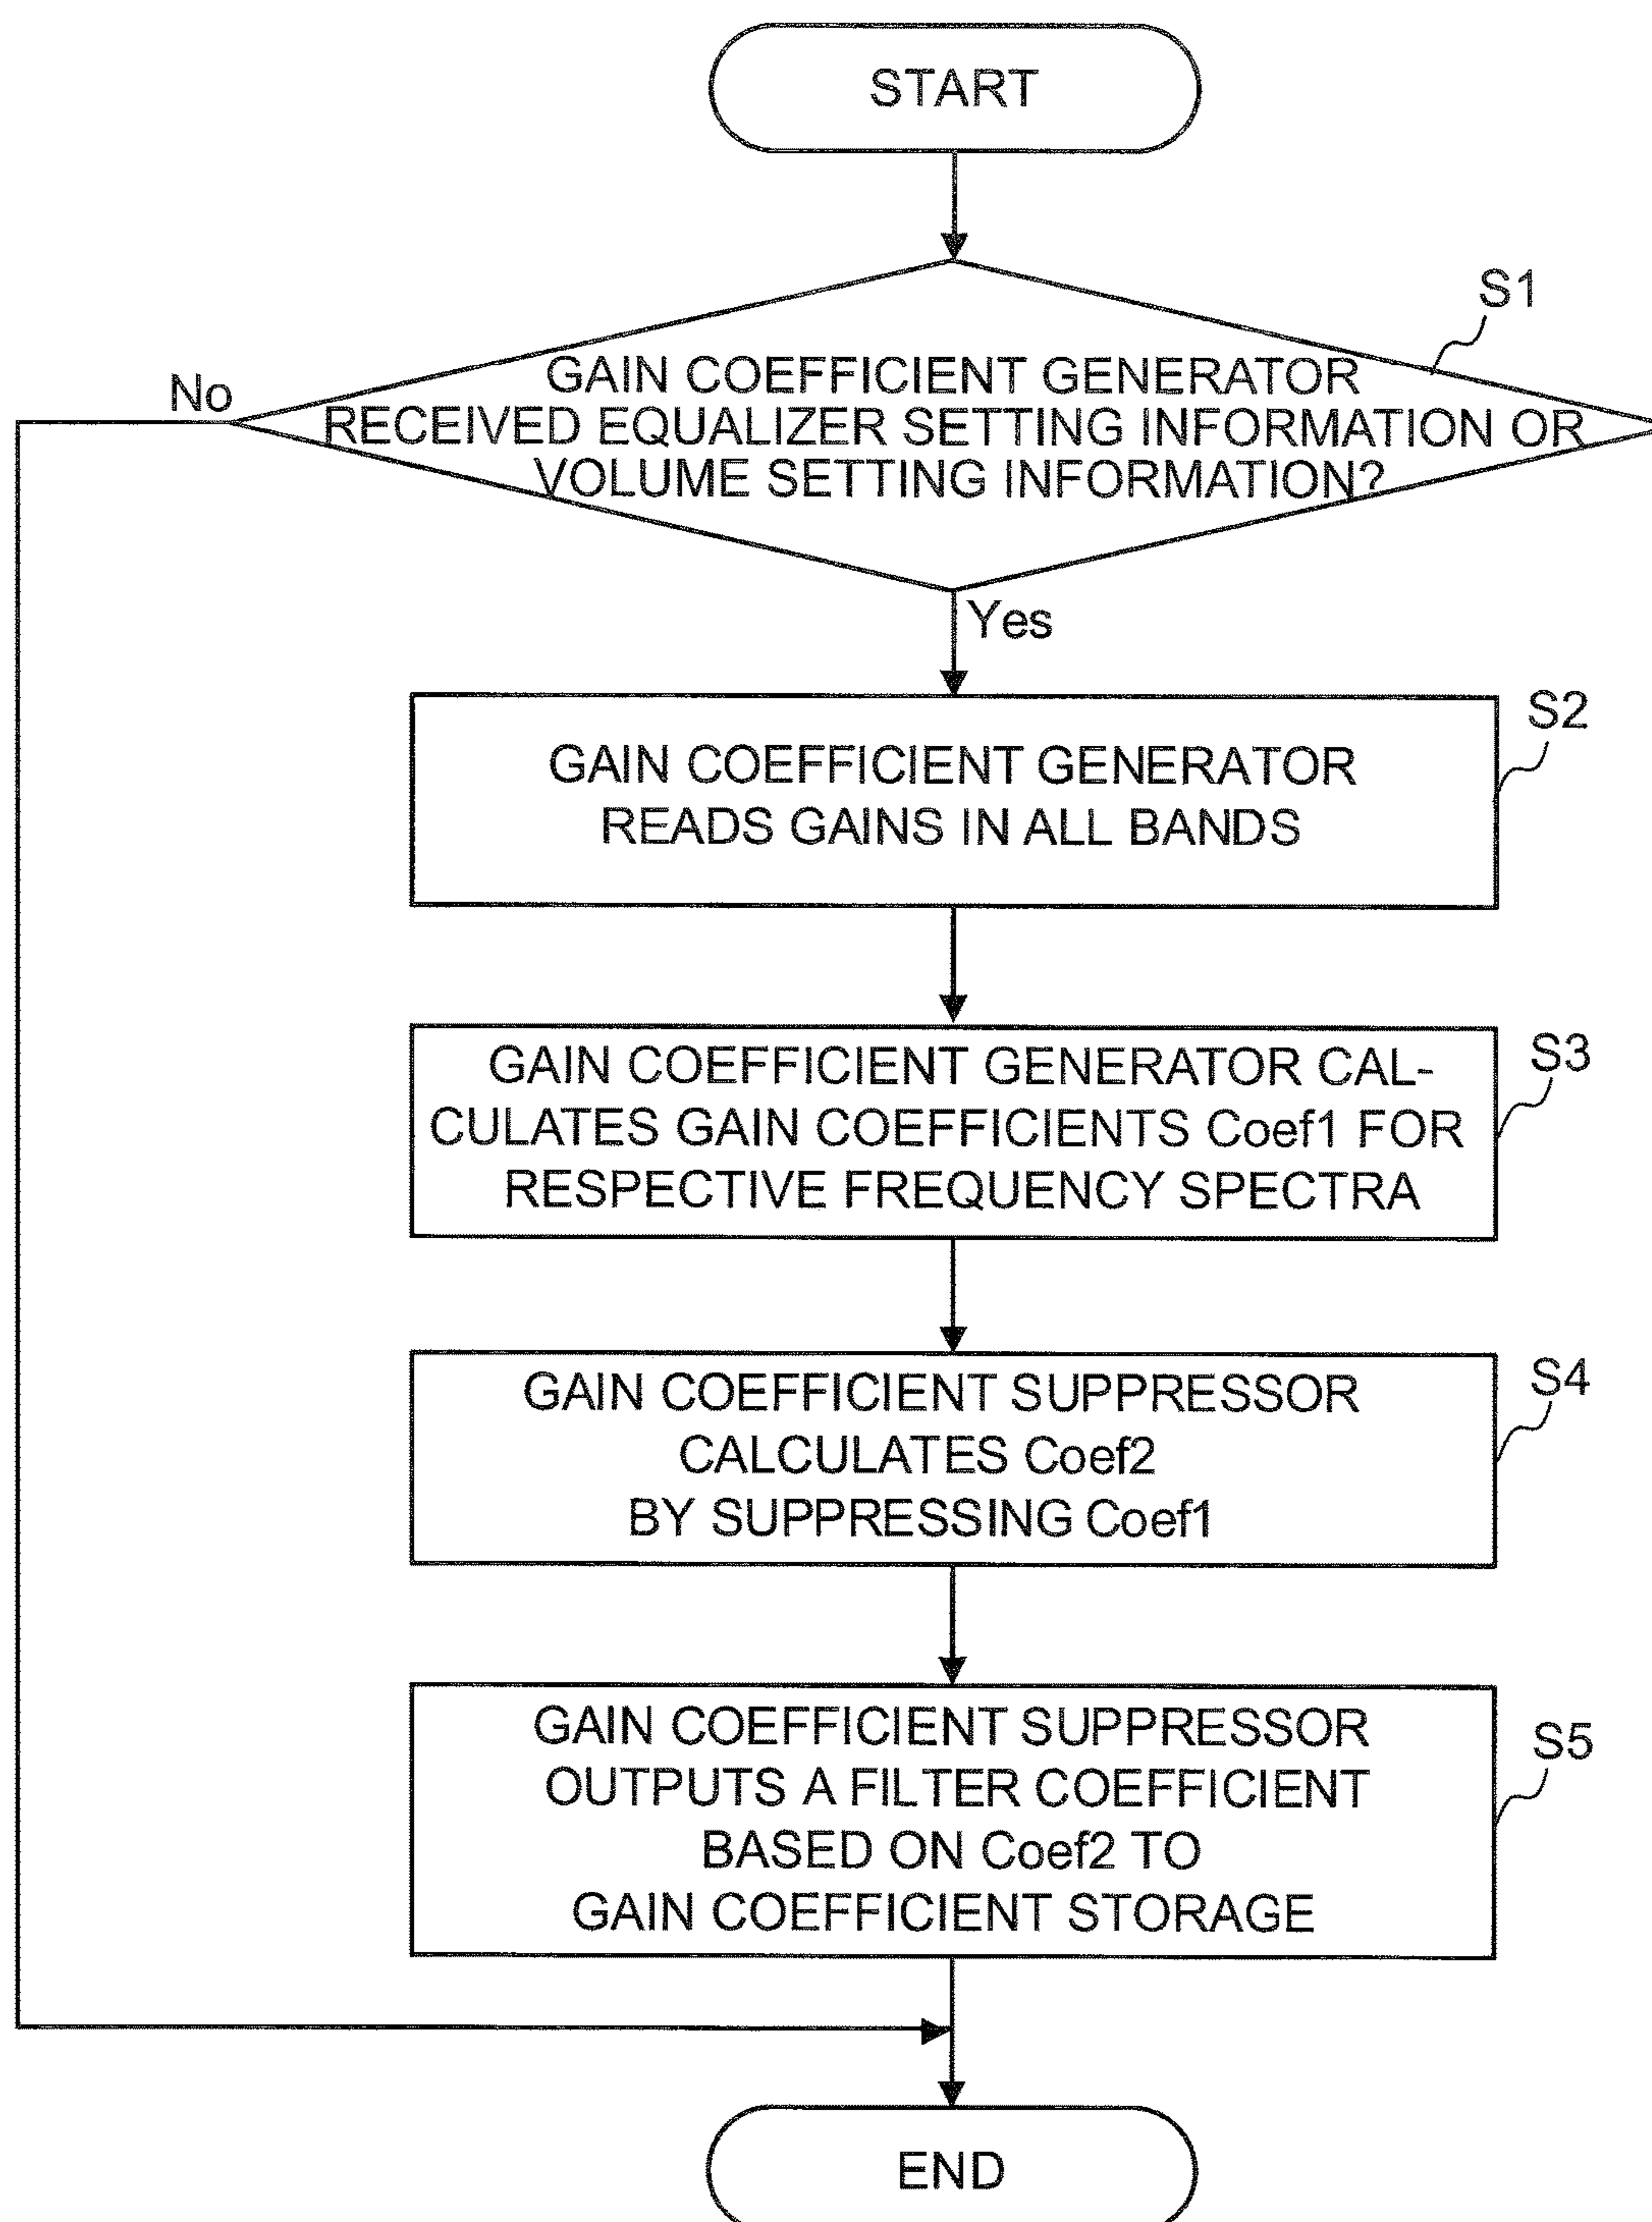 START
S1
GAIN COEFFICIENT GENERATOR
RECEIVED EQUALIZER SETTING INFORMATION OR
VOLUME SETTING INFORMATION?
No
Yes
S2
GAIN COEFFICIENT GENERATOR
READS GAINS IN ALL BANDS
S3
GAIN COEFFICIENT GENERATOR CAL-
CULATES GAIN COEFFICIENTS Coef1 FOR
RESPECTIVE FREQUENCY SPECTRA
S4
GAIN COEFFICIENT SUPPRESSOR
CALCULATES Coef2
BY SUPPRESSING Coef1
S5
GAIN COEFFICIENT SUPPRESSOR
OUTPUTS A FILTER COEFFICIENT
BASED ON Coef2 TO
GAIN COEFFICIENT STORAGE
END